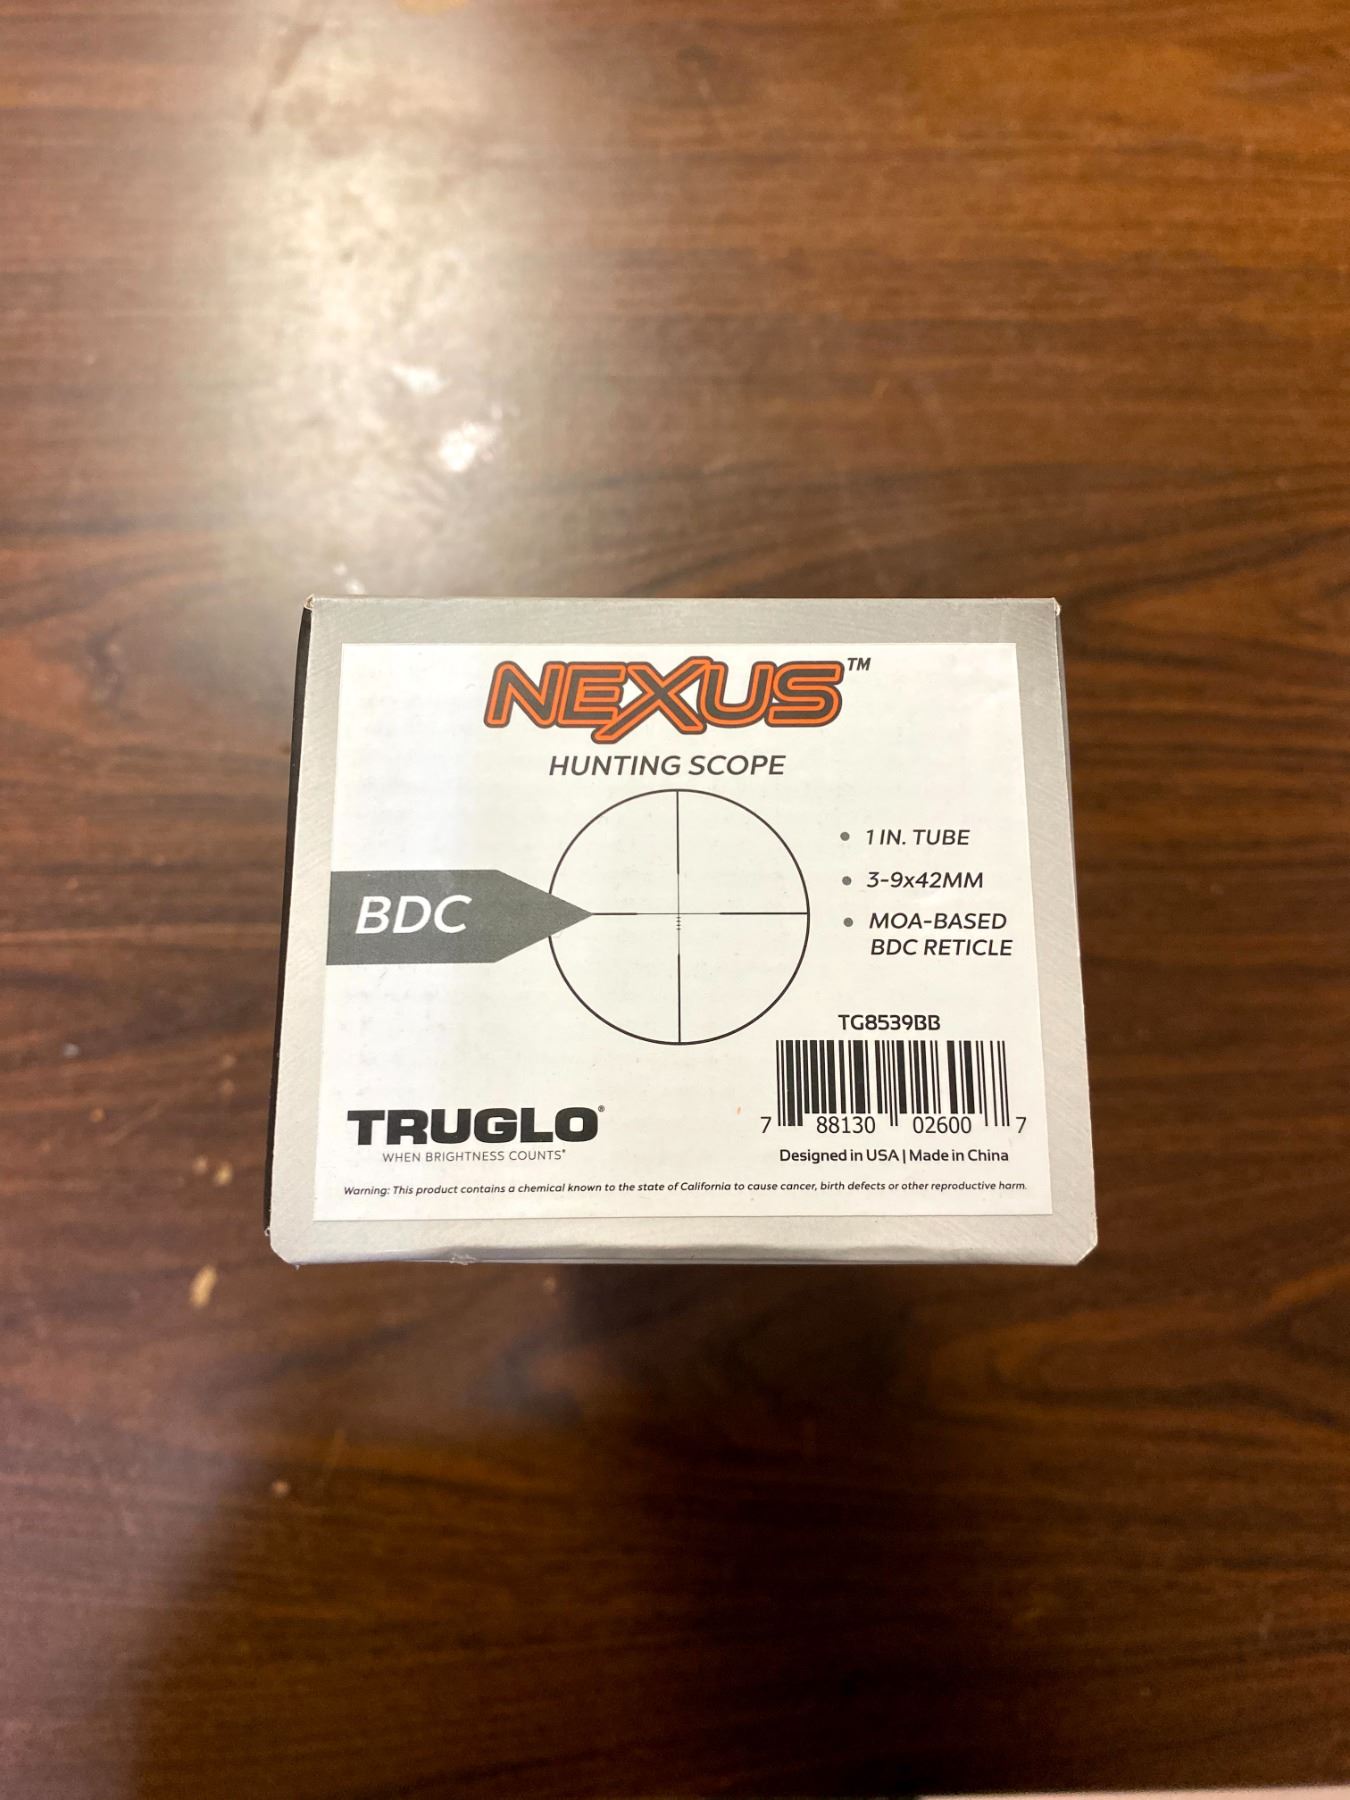 NEXUS™
HUNTING SCOPE
BDC
• 1 IN. TUBE
• 3-9x42MM
• MOA-BASED
BDC RETICLE
TG8539BB
7 88130 02600 7
TRUGLO®
WHEN BRIGHTNESS COUNTS®
Designed in USA | Made in China
Warning: This product contains a chemical known to the state of California to cause cancer, birth defects or other reproductive harm.